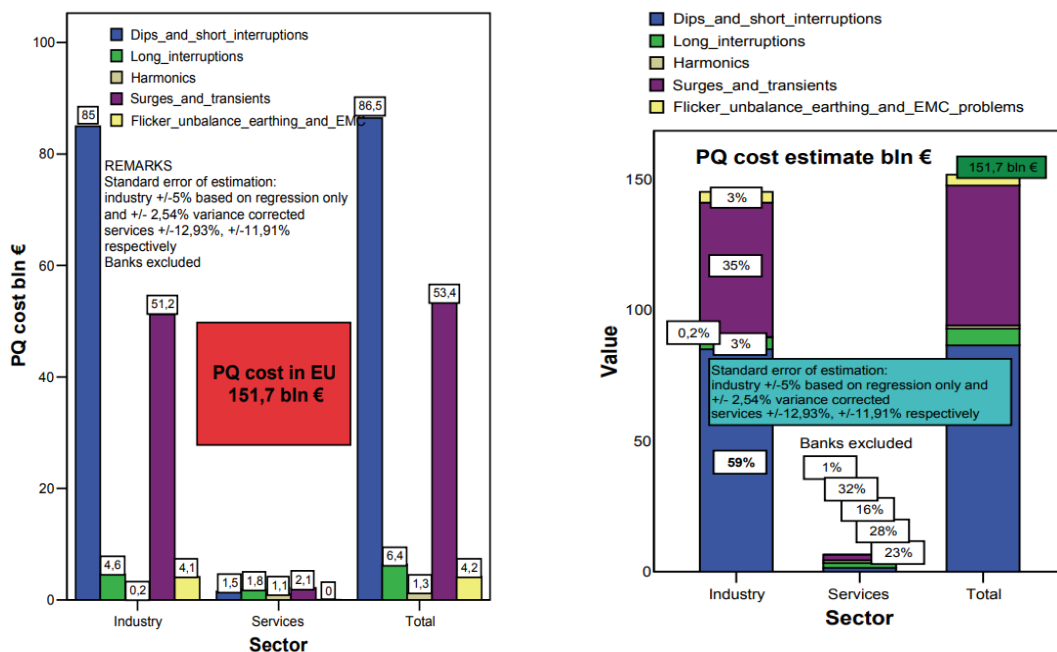 Dips_and_short_interruptions
Long_interruptions
Harmonics
Surges_and_transients
Flicker_unbalance_earthing_and_EMC
100
80
60
40
20
0
PQ cost bln €
85
86,5
REMARKS
Standard error of estimation:
industry +/-5% based on regression only
and +/- 2,54% variance corrected
services +/-12,93%, +/-11,91%
respectively
Banks excluded
51,2
53,4
PQ cost in EU
151,7 bln €
4,6
0,2
4,1
1,5
1,8
1,1
2,1
0
6,4
1,3
4,2
Industry
Services
Total
Sector
Dips_and_short_interruptions
Long_interruptions
Harmonics
Surges_and_transients
Flicker_unbalance_earthing_and_EMC_problems
PQ cost estimate bln €
151,7 bln €
150
100
50
0
Value
3%
35%
0,2%
3%
Standard error of estimation:
industry +/-5% based on regression only and
+/- 2,54% variance corrected
services +/-12,93%, +/-11,91% respectively
Banks excluded
59%
1%
32%
16%
28%
23%
Industry
Services
Total
Sector